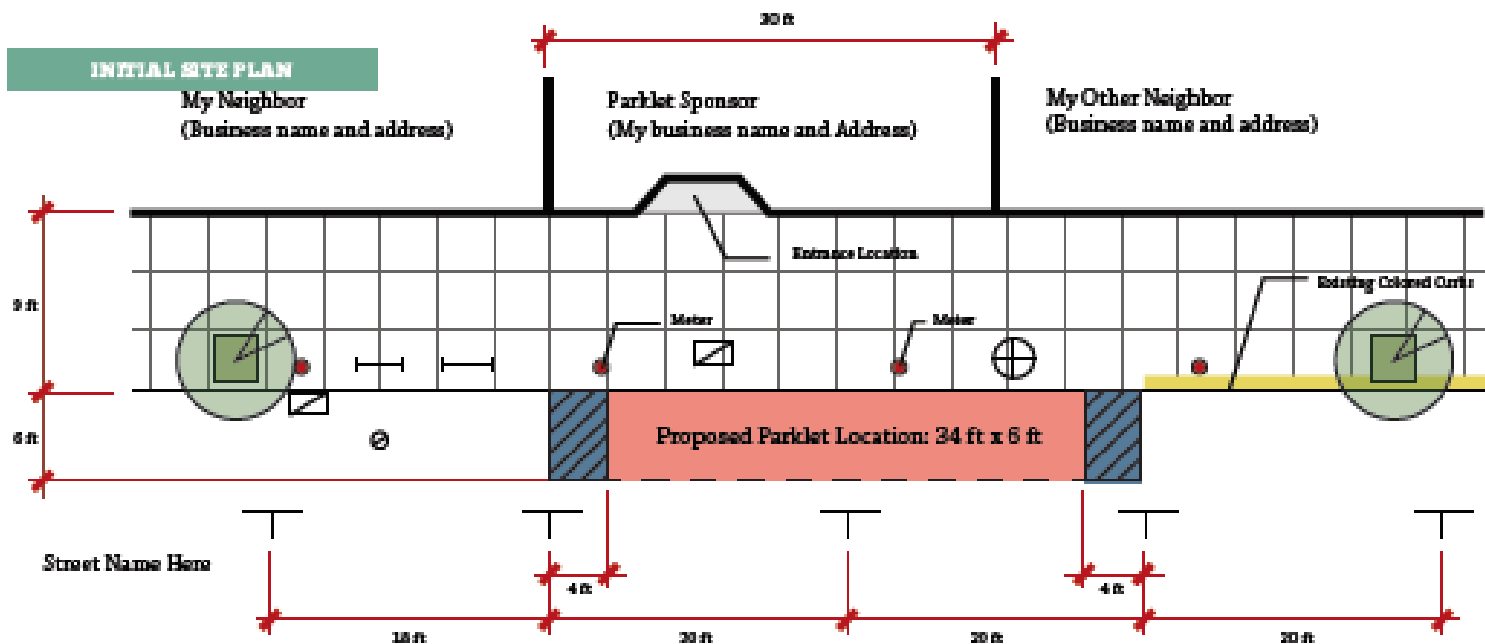 30 ft
INITIAL SITE PLAN
My Neighbor
(Business name and address)
Parklet Sponsor
(My business name and Address)
My Other Neighbor
(Business name and address)
Entrance Location
Existing Colored Curbs
9 ft
Meter
Meter
6 ft
Proposed Parklet Location: 34 ft x 6 ft
Street Name Here
4 ft
4 ft
18 ft
20 ft
20 ft
20 ft